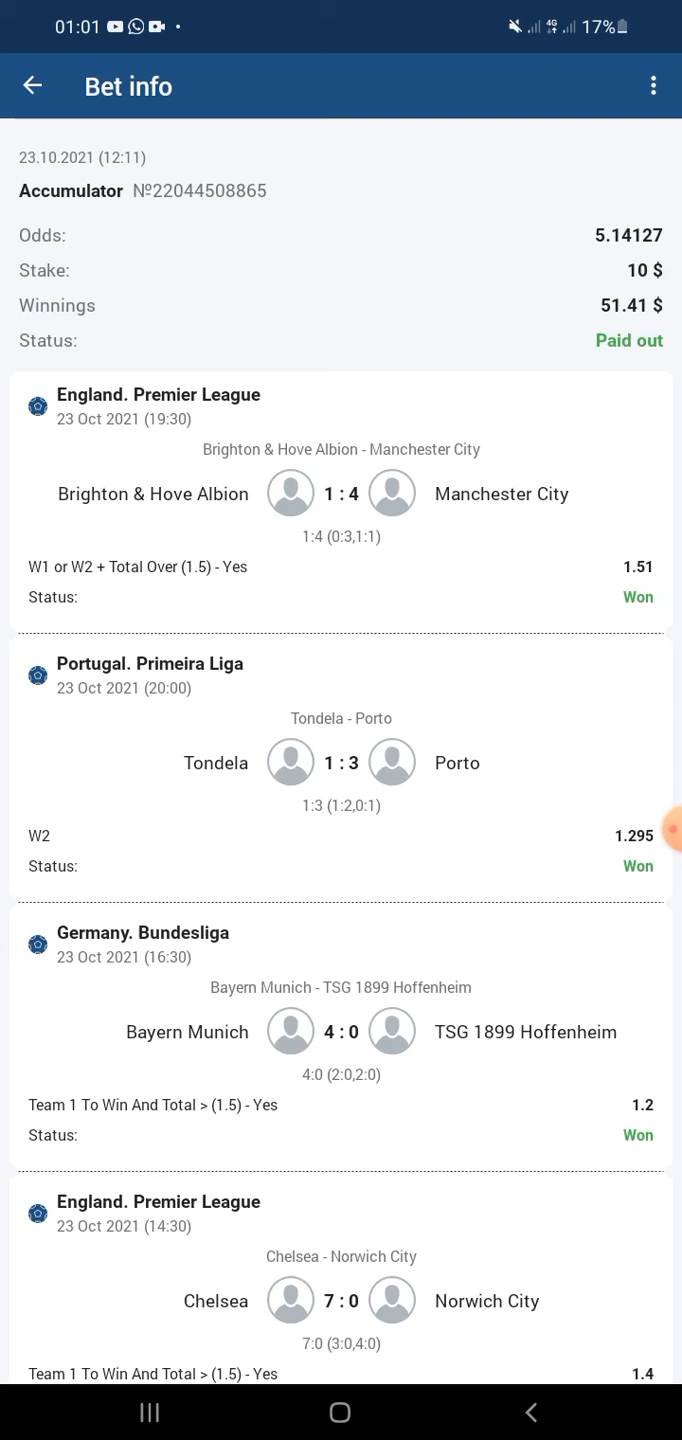 01:01
4G 17%
Bet info
23.10.2021 (12:11)
Accumulator №22044508865
Odds: 5.14127
Stake: 10 $
Winnings 51.41 $
Status: Paid out
England. Premier League
23 Oct 2021 (19:30)
Brighton & Hove Albion - Manchester City
Brighton & Hove Albion 1 : 4 Manchester City
1:4 (0:3,1:1)
W1 or W2 + Total Over (1.5) - Yes 1.51
Status: Won
Portugal. Primeira Liga
23 Oct 2021 (20:00)
Tondela - Porto
Tondela 1 : 3 Porto
1:3 (1:2,0:1)
W2 1.295
Status: Won
Germany. Bundesliga
23 Oct 2021 (16:30)
Bayern Munich - TSG 1899 Hoffenheim
Bayern Munich 4 : 0 TSG 1899 Hoffenheim
4:0 (2:0,2:0)
Team 1 To Win And Total > (1.5) - Yes 1.2
Status: Won
England. Premier League
23 Oct 2021 (14:30)
Chelsea - Norwich City
Chelsea 7 : 0 Norwich City
7:0 (3:0,4:0)
Team 1 To Win And Total > (1.5) - Yes 1.4